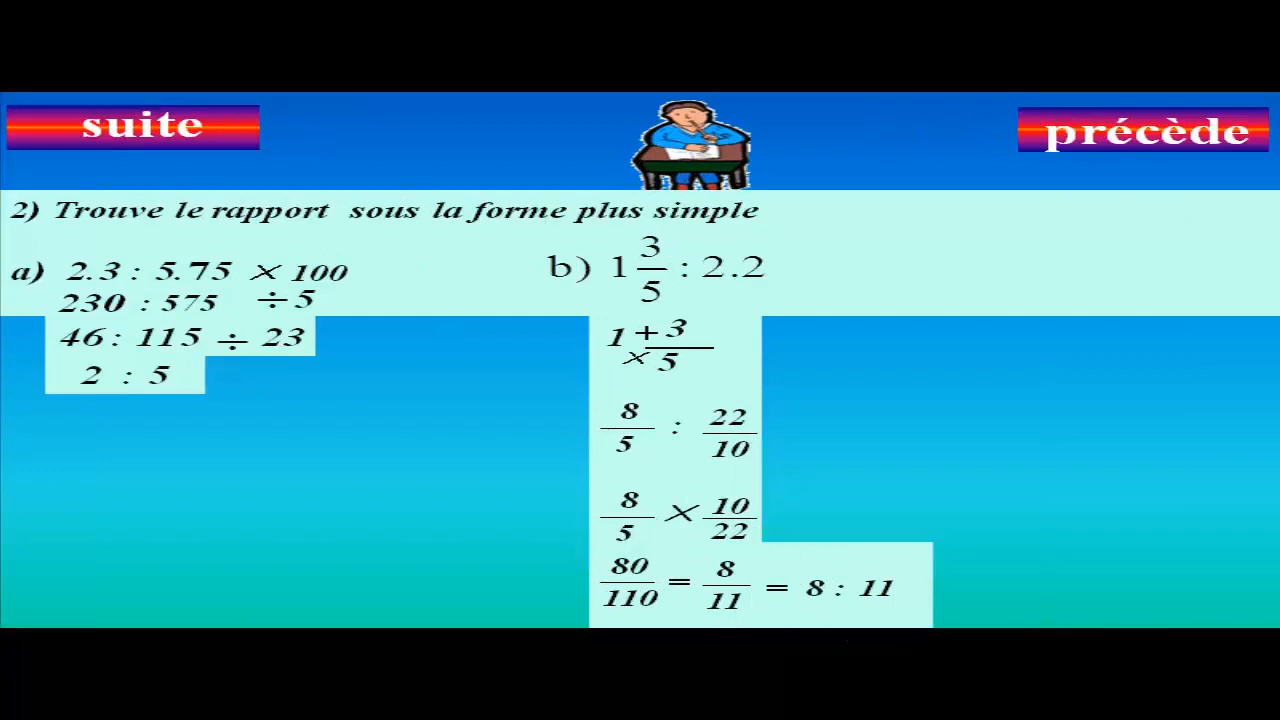 suite
précède
2) Trouve le rapport sous la forme plus simple
a) 2.3 : 5.75 × 100
230 : 575 ÷ 5
46 : 115 ÷ 23
2 : 5
b) 1 3/5 : 2.2
1 + 3
× 5
8/5 : 22/10
8/5 × 10/22
80/110 = 8/11 = 8 : 11